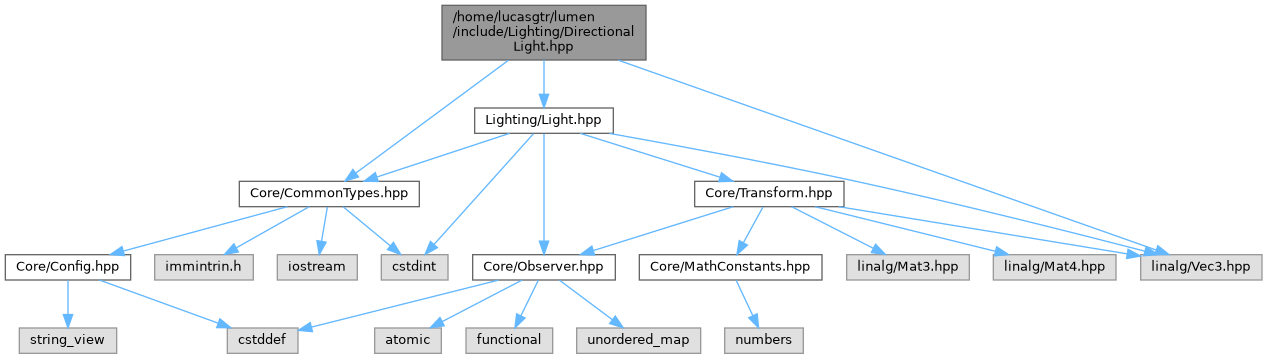 /home/lucasgtr/lumen
/include/Lighting/Directional
Light.hpp
Lighting/Light.hpp
Core/CommonTypes.hpp
Core/Transform.hpp
Core/Config.hpp
immintrin.h
iostream
cstdint
Core/Observer.hpp
Core/MathConstants.hpp
linalg/Mat3.hpp
linalg/Mat4.hpp
linalg/Vec3.hpp
string_view
cstddef
atomic
functional
unordered_map
numbers